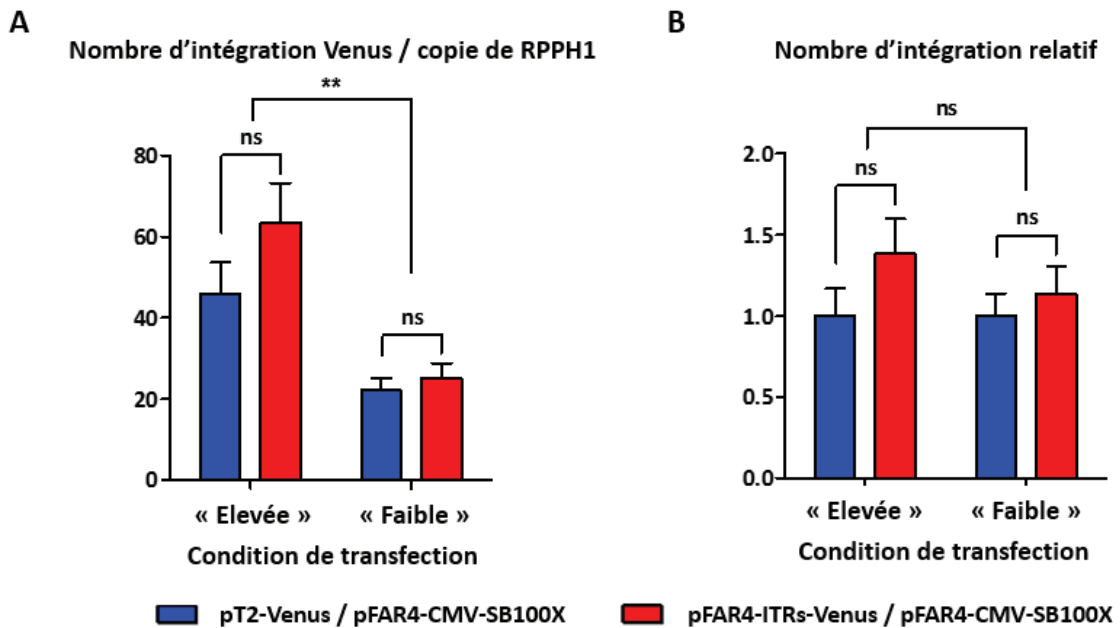 A
Nombre d'intégration Venus / copie de RPPH1
**
ns
ns
80
60
40
20
0
« Elevée »
« Faible »
Condition de transfection
B
Nombre d'intégration relatif
ns
ns
ns
2.0
1.5
1.0
0.5
0.0
« Elevée »
« Faible »
Condition de transfection
pT2-Venus / pFAR4-CMV-SB100X
pFAR4-ITRs-Venus / pFAR4-CMV-SB100X